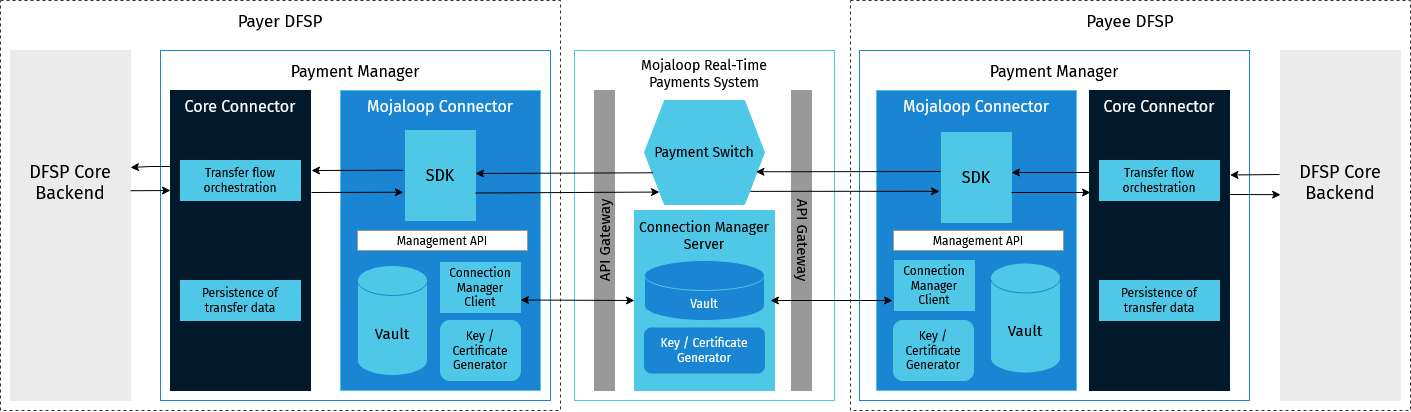 Payer DFSP
DFSP Core
Backend
Payment Manager
Core Connector
Transfer flow
orchestration
Persistence of
transfer data
Mojaloop Connector
SDK
Management API
Vault
Connection
Manager
Client
Key /
Certificate
Generator
Mojaloop Real-Time
Payments System
API Gateway
Payment Switch
Connection Manager
Server
Vault
Key / Certificate
Generator
API Gateway
Payee DFSP
Payment Manager
Mojaloop Connector
SDK
Management API
Connection
Manager
Client
Key /
Certificate
Generator
Vault
Core Connector
Transfer flow
orchestration
Persistence of
transfer data
DFSP Core
Backend